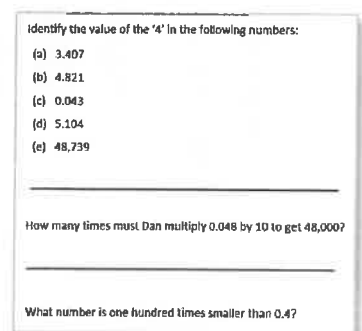 Identify the value of the '4' in the following numbers:
(a) 3.407
(b) 4.821
(c) 0.043
(d) 5.104
(e) 48,739
How many times must Dan multiply 0.048 by 10 to get 48,000?
What number is one hundred times smaller than 0.4?